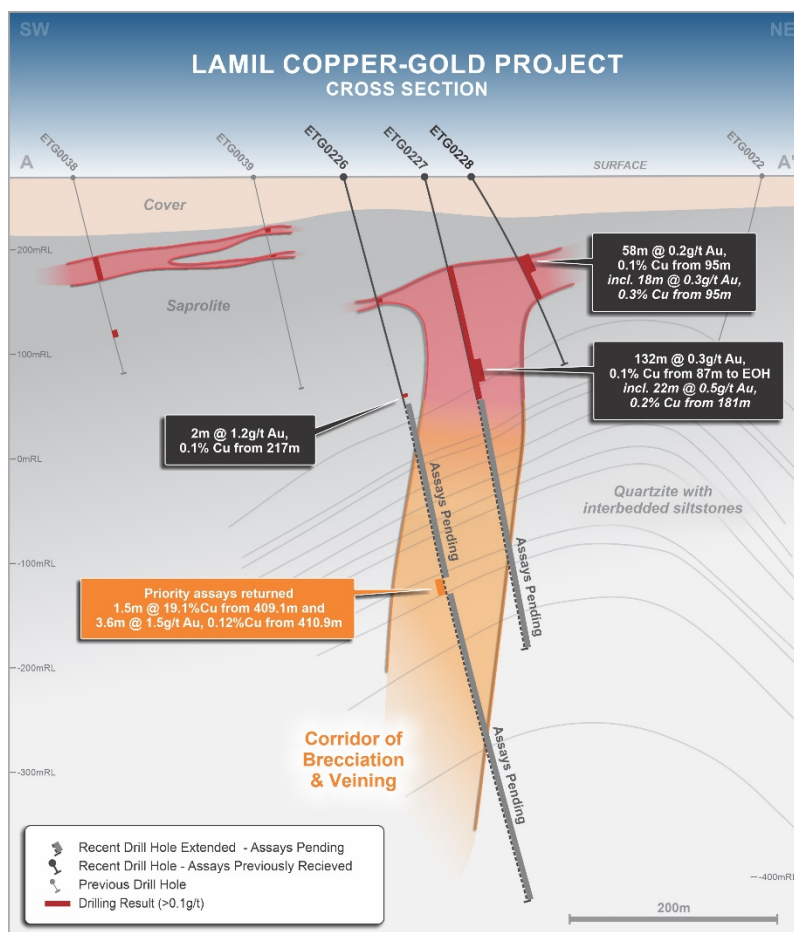 SW
NE
LAMIL COPPER-GOLD PROJECT
CROSS SECTION
ETG0038
ETG0039
ETG0226
ETG0227
ETG0228
ETG0022
A
SURFACE
A'
Cover
200mRL
58m @ 0.2g/t Au,
0.1% Cu from 95m
incl. 18m @ 0.3g/t Au,
0.3% Cu from 95m
Saprolite
100mRL
132m @ 0.3g/t Au,
0.1% Cu from 87m to EOH
incl. 22m @ 0.5g/t Au,
0.2% Cu from 181m
2m @ 1.2g/t Au,
0.1% Cu from 217m
0mRL
Assays Pending
Quartzite with
interbedded siltstones
-100mRL
Assays Pending
Priority assays returned
1.5m @ 19.1%Cu from 409.1m and
3.6m @ 1.5g/t Au, 0.12%Cu from 410.9m
-200mRL
Corridor of
Brecciation
& Veining
Assays Pending
-300mRL
Recent Drill Hole Extended - Assays Pending
Recent Drill Hole - Assays Previously Recieved
Previous Drill Hole
Drilling Result (>0.1g/t)
-400mRL
200m